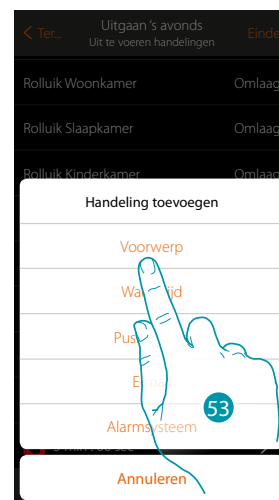 < Ter...
Uitgaan 's avonds
Einde
Uit te voeren handelingen
Rolluik Woonkamer Omlaag
Rolluik Slaapkamer Omlaag
Rolluik Kinderkamer Omlaag
Handeling toevoegen
Voorwerp
Alarmsysteem
53
Annuleren